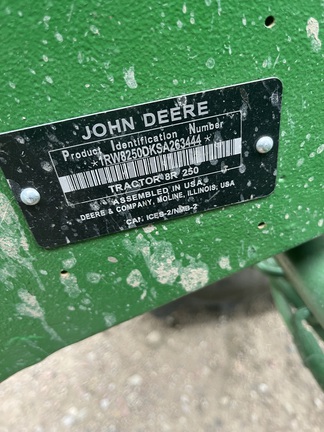 JOHN DEERE
Product Identification Number
*1RW8250DKSA263444*
TRACTOR 8R 250
ASSEMBLED IN USA
DEERE & COMPANY, MOLINE, ILLINOIS, USA
CAN ICES-2/NMB-2